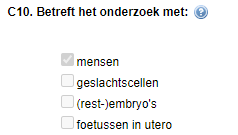 C10. Betreft het onderzoek met:
mensen
geslachtscellen
(rest-)embryo's
foetussen in utero